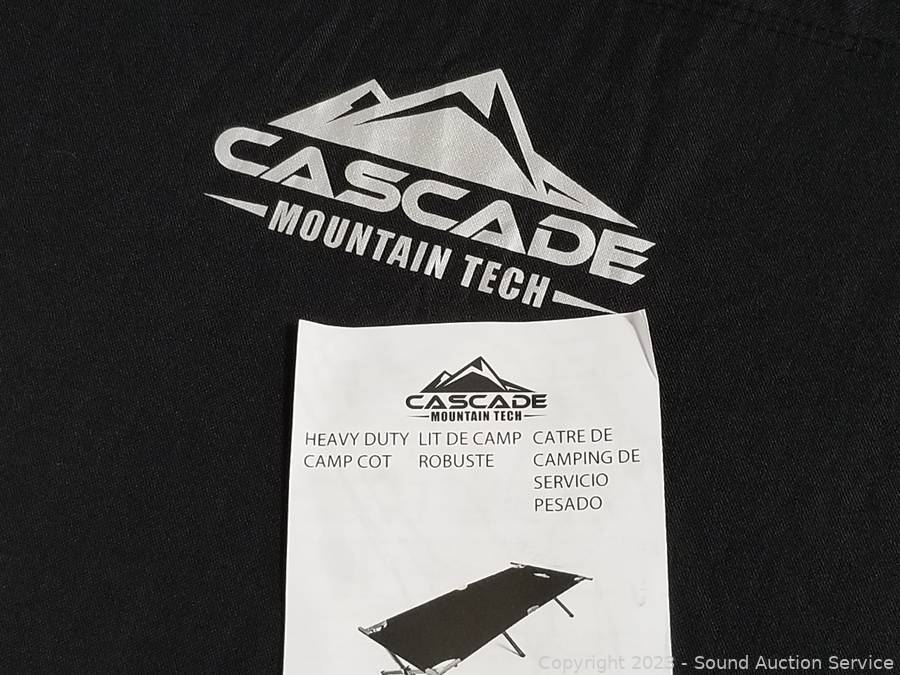 CASCADE
MOUNTAIN TECH
CASCADE
MOUNTAIN TECH
HEAVY DUTY
CAMP COT
LIT DE CAMP
ROBUSTE
CATRE DE
CAMPING DE
SERVICIO
PESADO
Copyright 2023 - Sound Auction Service